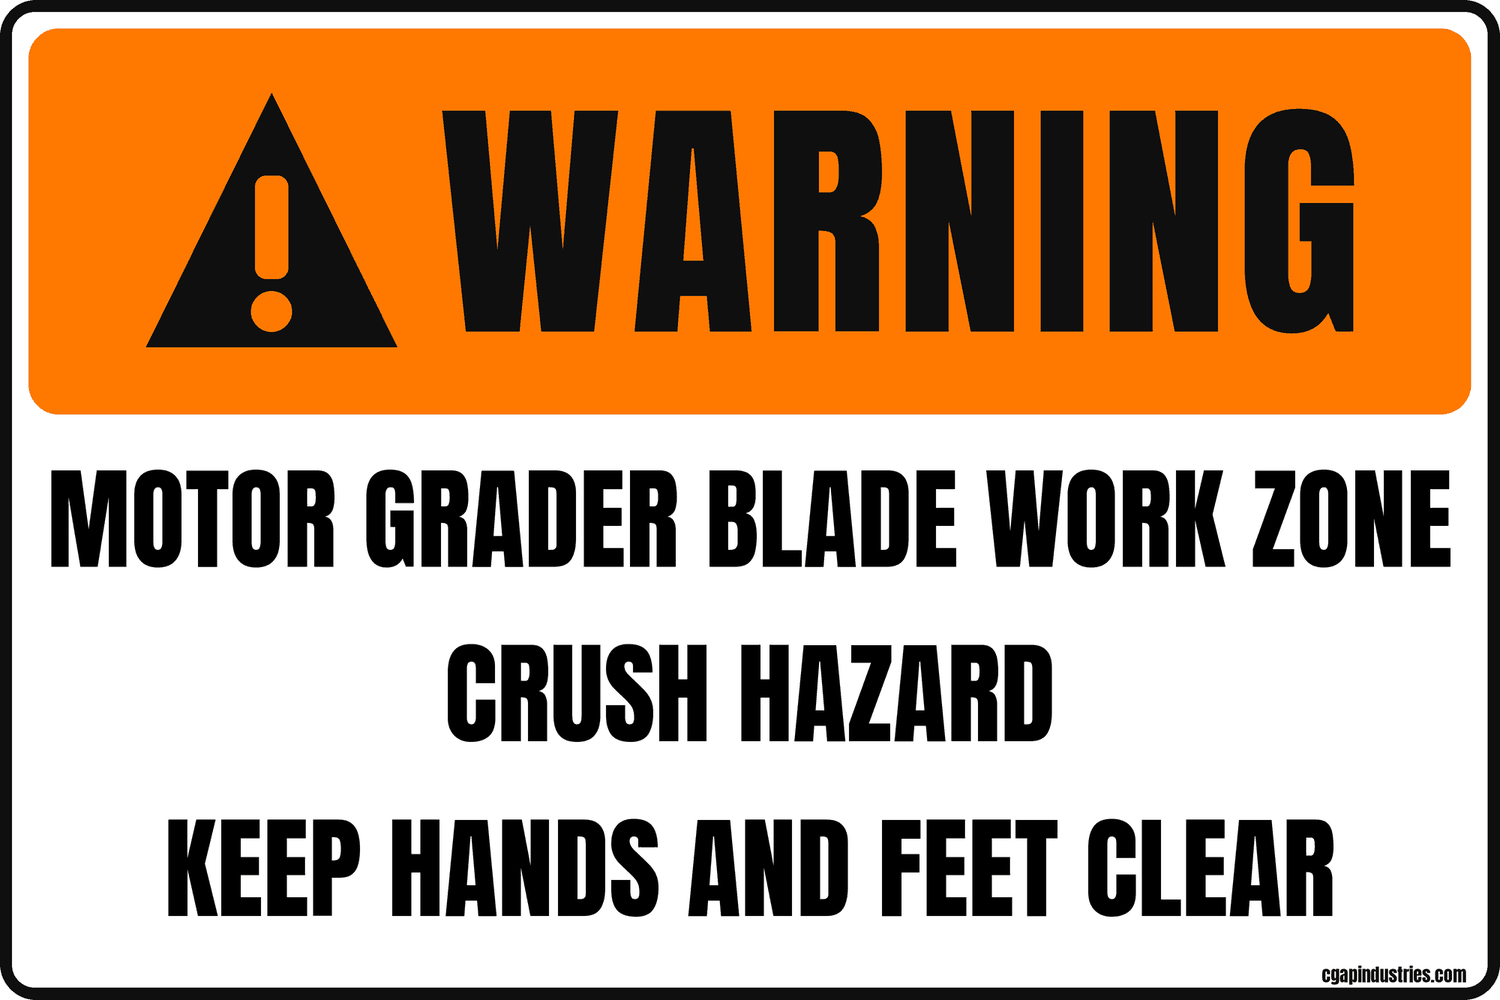 WARNING
MOTOR GRADER BLADE WORK ZONE
CRUSH HAZARD
KEEP HANDS AND FEET CLEAR
cgapindustries.com